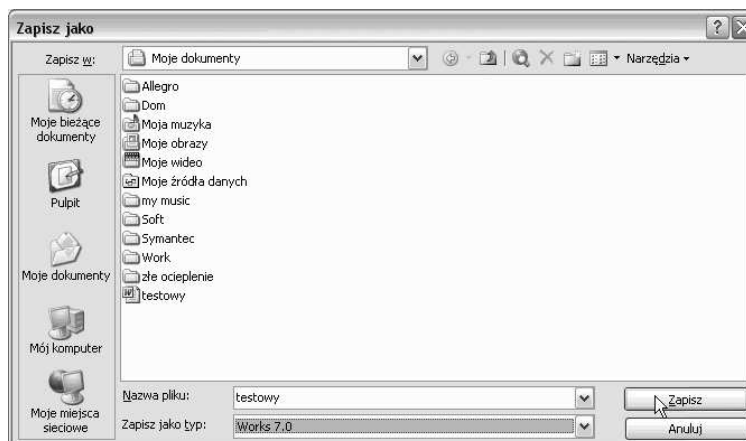 Zapisz jako
Zapisz w:
Moje dokumenty
Narzędzia
Moje bieżące
dokumenty
Pulpit
Moje dokumenty
Mój komputer
Moje miejsca
sieciowe
Allegro
Dom
Moja muzyka
Moje obrazy
Moje wideo
Moje źródła danych
my music
Soft
Symantec
Work
złe ocieplenie
testowy
Nazwa pliku:
testowy
Zapisz
Zapisz jako typ:
Works 7.0
Anuluj